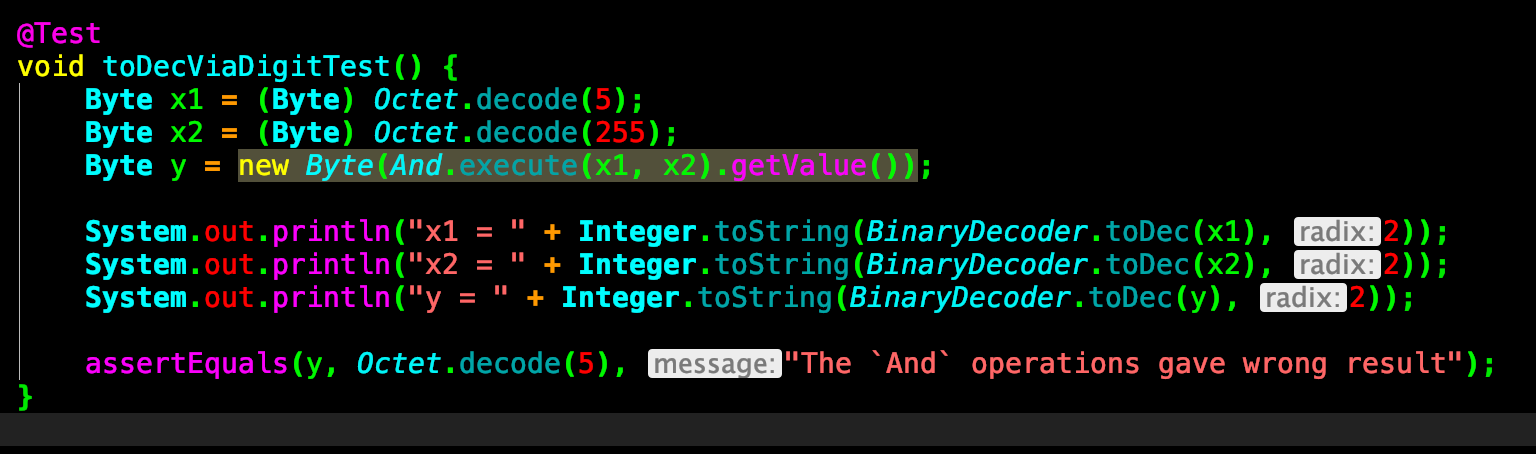 @Test
void toDecViaDigitTest() {
Byte x1 = (Byte) Octet.decode(5);
Byte x2 = (Byte) Octet.decode(255);
Byte y = new Byte(And.execute(x1, x2).getValue());
System.out.println("x1 = " + Integer.toString(BinaryDecoder.toDec(x1), radix: 2));
System.out.println("x2 = " + Integer.toString(BinaryDecoder.toDec(x2), radix: 2));
System.out.println("y = " + Integer.toString(BinaryDecoder.toDec(y), radix: 2));
assertEquals(y, Octet.decode(5), message: "The `And` operations gave wrong result");
}